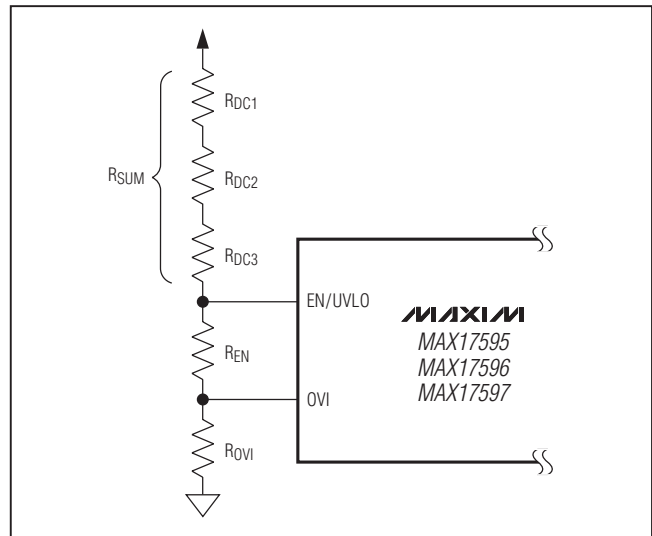 RDC1
RSUM
RDC2
RDC3
EN/UVLO
MAXIM
MAX17595
REN
MAX17596
MAX17597
OVI
ROVI